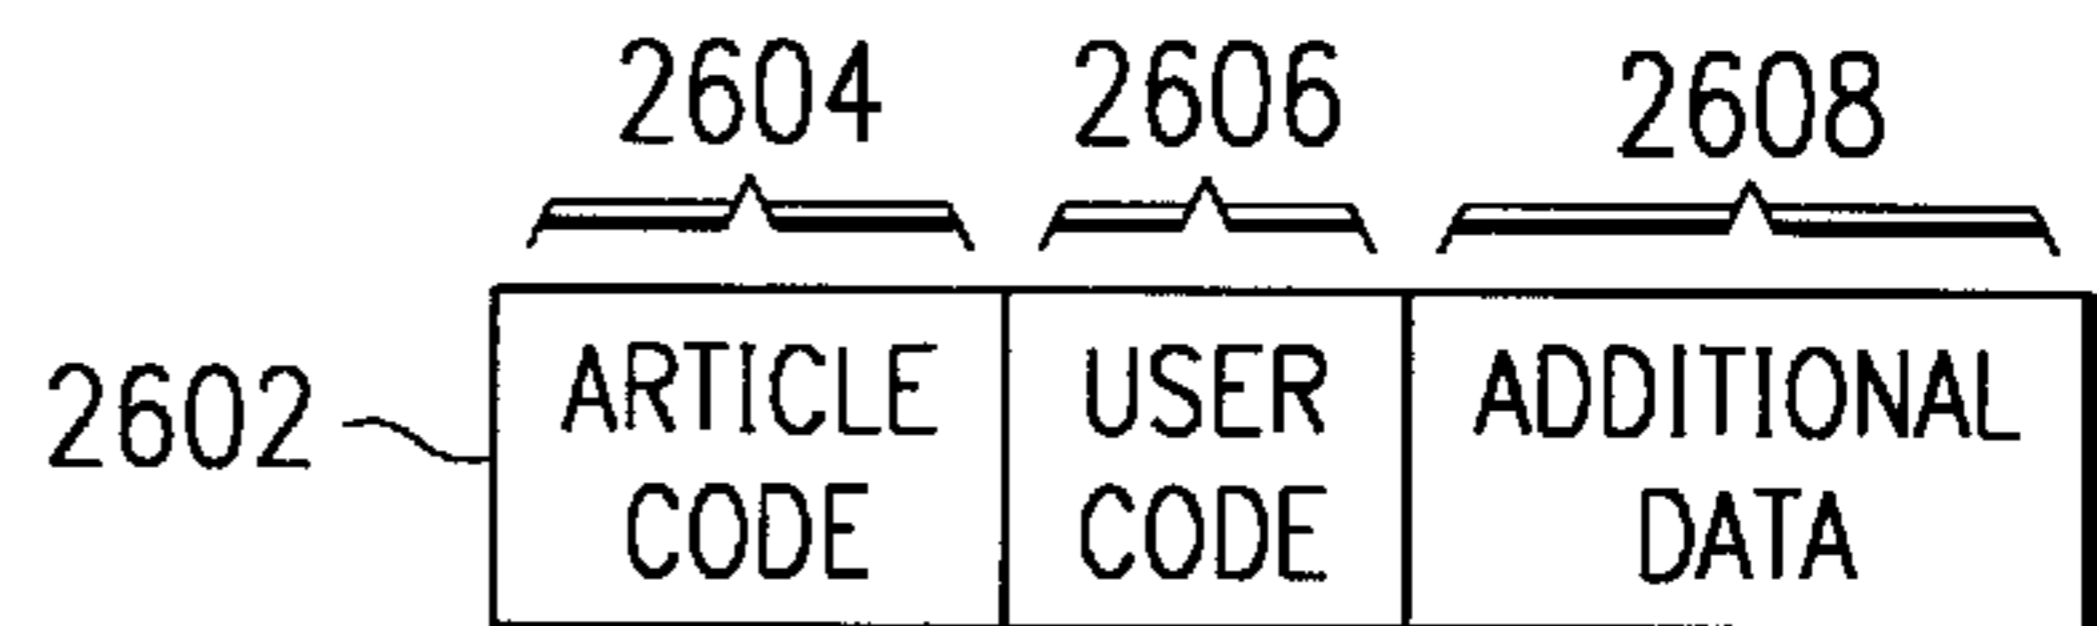 2604 2606 2608
2602
ARTICLE USER ADDITIONAL
CODE CODE DATA